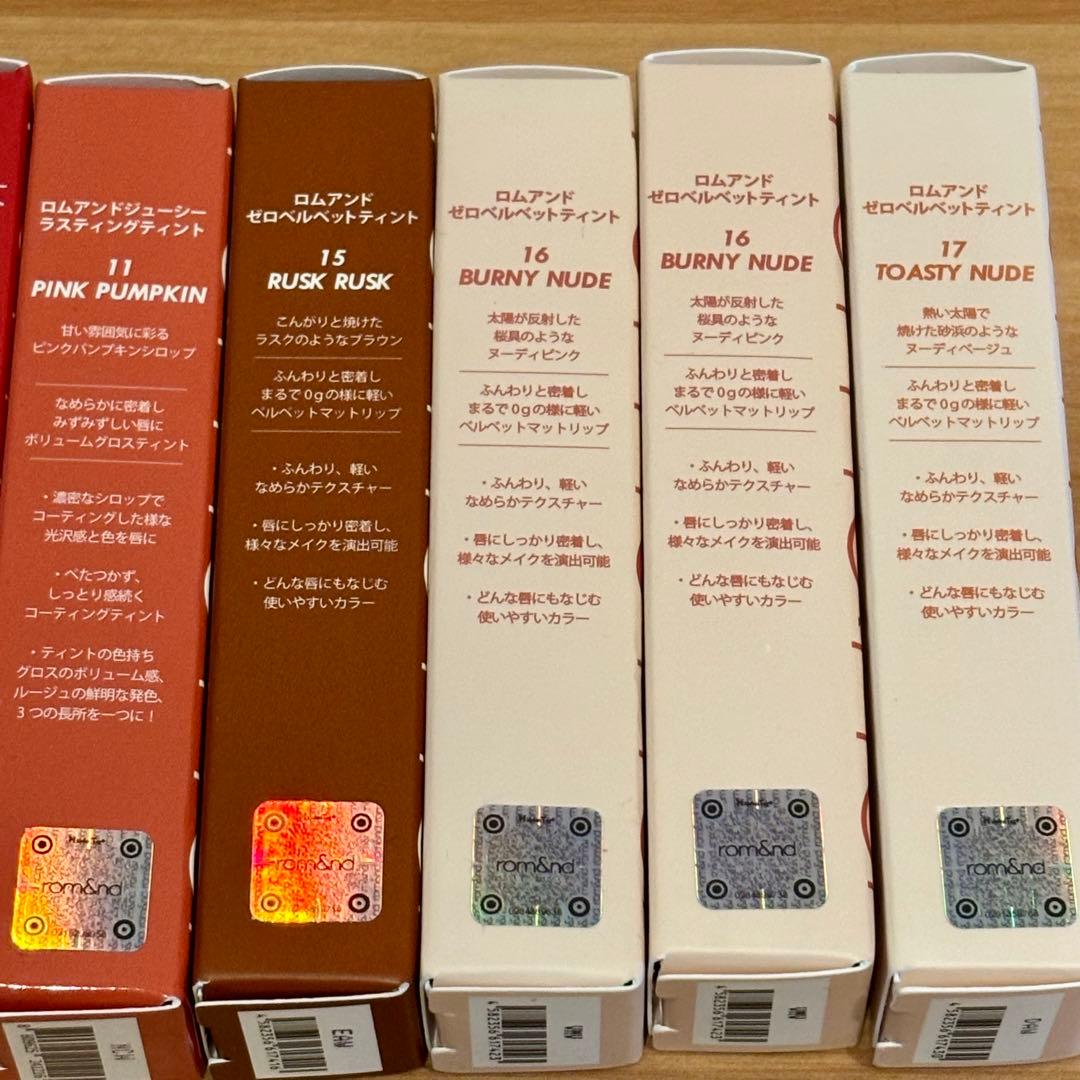 ロムアンドジューシー
ラスティングティント
11
PINK PUMPKIN
甘い雰囲気に彩る
ピンクパンプキンシロップ
なめらかに密着し
みずみずしい唇に
ボリュームグロスティント
・濃密なシロップで
コーティングした様な
光沢感と色を唇に
・べたつかず、
しっとり感続く
コーティングティント
・ティントの色持ち
グロスのボリューム感、
ルージュの鮮明な発色、
3つの長所を一つに！
rom&nd
ロムアンド
ゼロベルベットティント
15
RUSK RUSK
こんがりと焼けた
ラスクのようなブラウン
ふんわりと密着し
まるで0gの様に軽い
ベルベットマットリップ
・ふんわり、軽い
なめらかテクスチャー
・唇にしっかり密着し、
様々なメイクを演出可能
・どんな唇にもなじむ
使いやすいカラー
rom&nd
EAN
4582356617416
ロムアンド
ゼロベルベットティント
16
BURNY NUDE
太陽が反射した
桜貝のような
ヌーディピンク
ふんわりと密着し
まるで0gの様に軽い
ベルベットマットリップ
・ふんわり、軽い
なめらかテクスチャー
・唇にしっかり密着し、
様々なメイクを演出可能
・どんな唇にもなじむ
使いやすいカラー
rom&nd
4582356617423
ロムアンド
ゼロベルベットティント
16
BURNY NUDE
太陽が反射した
桜貝のような
ヌーディピンク
ふんわりと密着し
まるで0gの様に軽い
ベルベットマットリップ
・ふんわり、軽い
なめらかテクスチャー
・唇にしっかり密着し、
様々なメイクを演出可能
・どんな唇にもなじむ
使いやすいカラー
rom&nd
4582356617423
ロムアンド
ゼロベルベットティント
17
TOASTY NUDE
熱い太陽で
焼けた砂浜のような
ヌーディベージュ
ふんわりと密着し
まるで0gの様に軽い
ベルベットマットリップ
・ふんわり、軽い
なめらかテクスチャー
・唇にしっかり密着し、
様々なメイクを演出可能
・どんな唇にもなじむ
使いやすいカラー
rom&nd
4582356617430